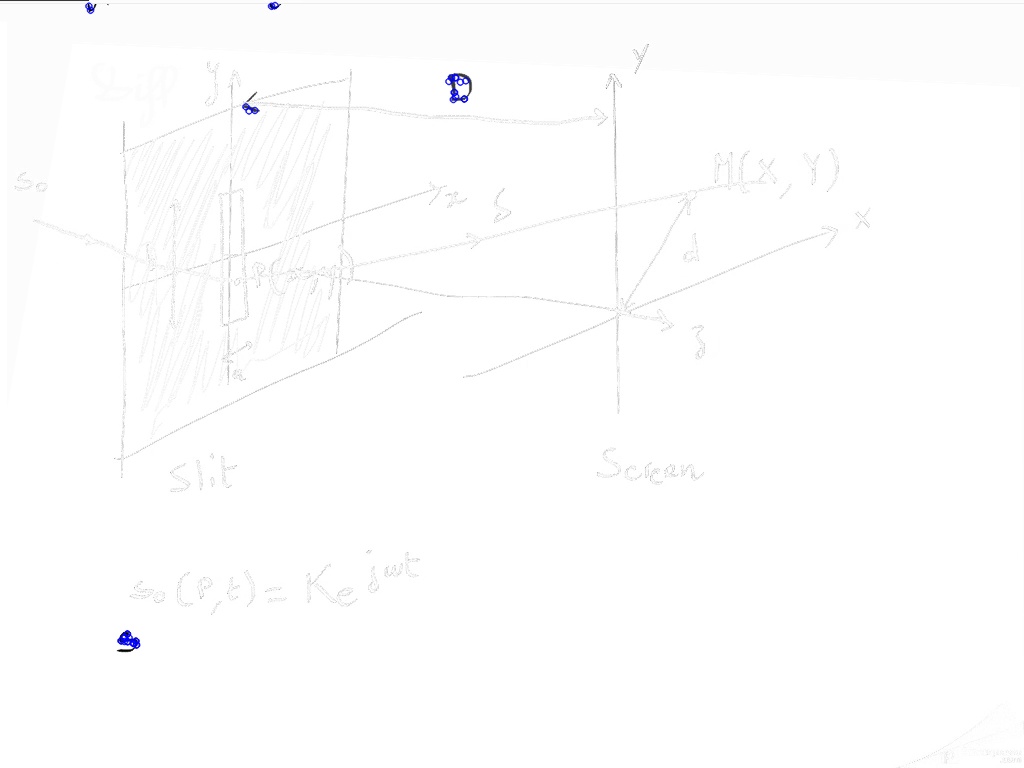 y
D
Y
M(X, Y)
s₀
x
s
X
b
P(x,y)
d
z
a
Slit
Screen
s₀(P,t) = Ke^jωt